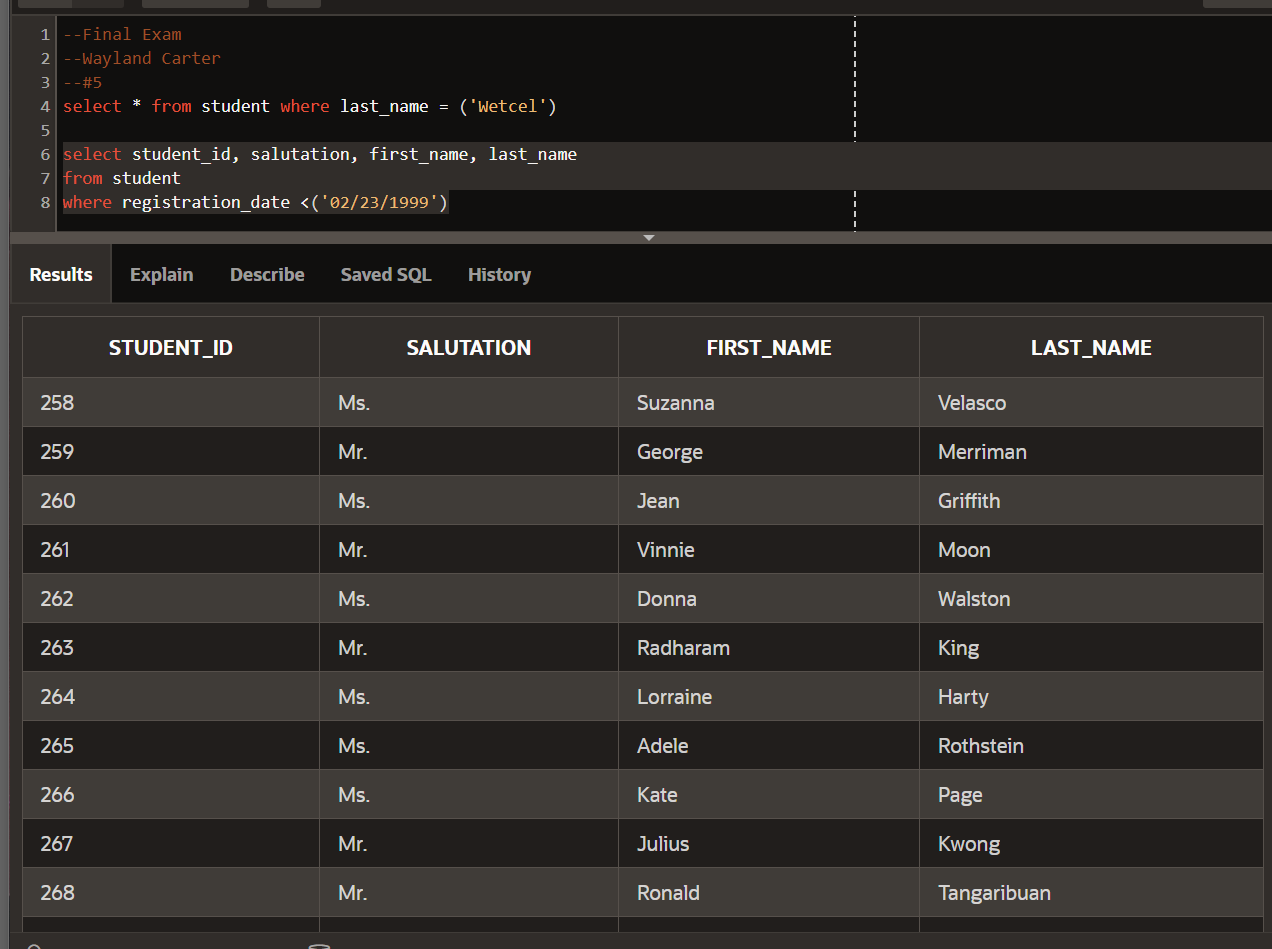 1 --Final Exam
2 --Wayland Carter
3 --#5
4 select * from student where last_name = ('Wetcel')
5
6 select student_id, salutation, first_name, last_name
7 from student
8 where registration_date <('02/23/1999')
Results Explain Describe Saved SQL History
STUDENT_ID SALUTATION FIRST_NAME LAST_NAME
258 Ms. Suzanna Velasco
259 Mr. George Merriman
260 Ms. Jean Griffith
261 Mr. Vinnie Moon
262 Ms. Donna Walston
263 Mr. Radharam King
264 Ms. Lorraine Harty
265 Ms. Adele Rothstein
266 Ms. Kate Page
267 Mr. Julius Kwong
268 Mr. Ronald Tangaribuan